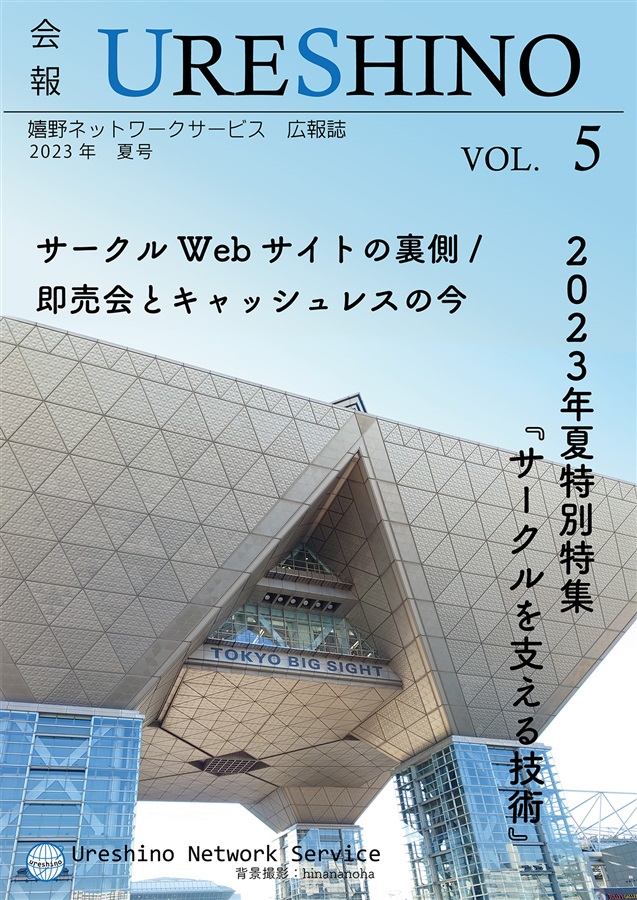 会報
URESHINO
嬉野ネットワークサービス 広報誌
2023年 夏号
VOL. 5
サークルWebサイトの裏側/
即売会とキャッシュレスの今
2023年夏特別特集
『サークルを支える技術』
TOKYO BIG SIGHT
ureshino
Ureshino Network Service
背景撮影：hinananoha